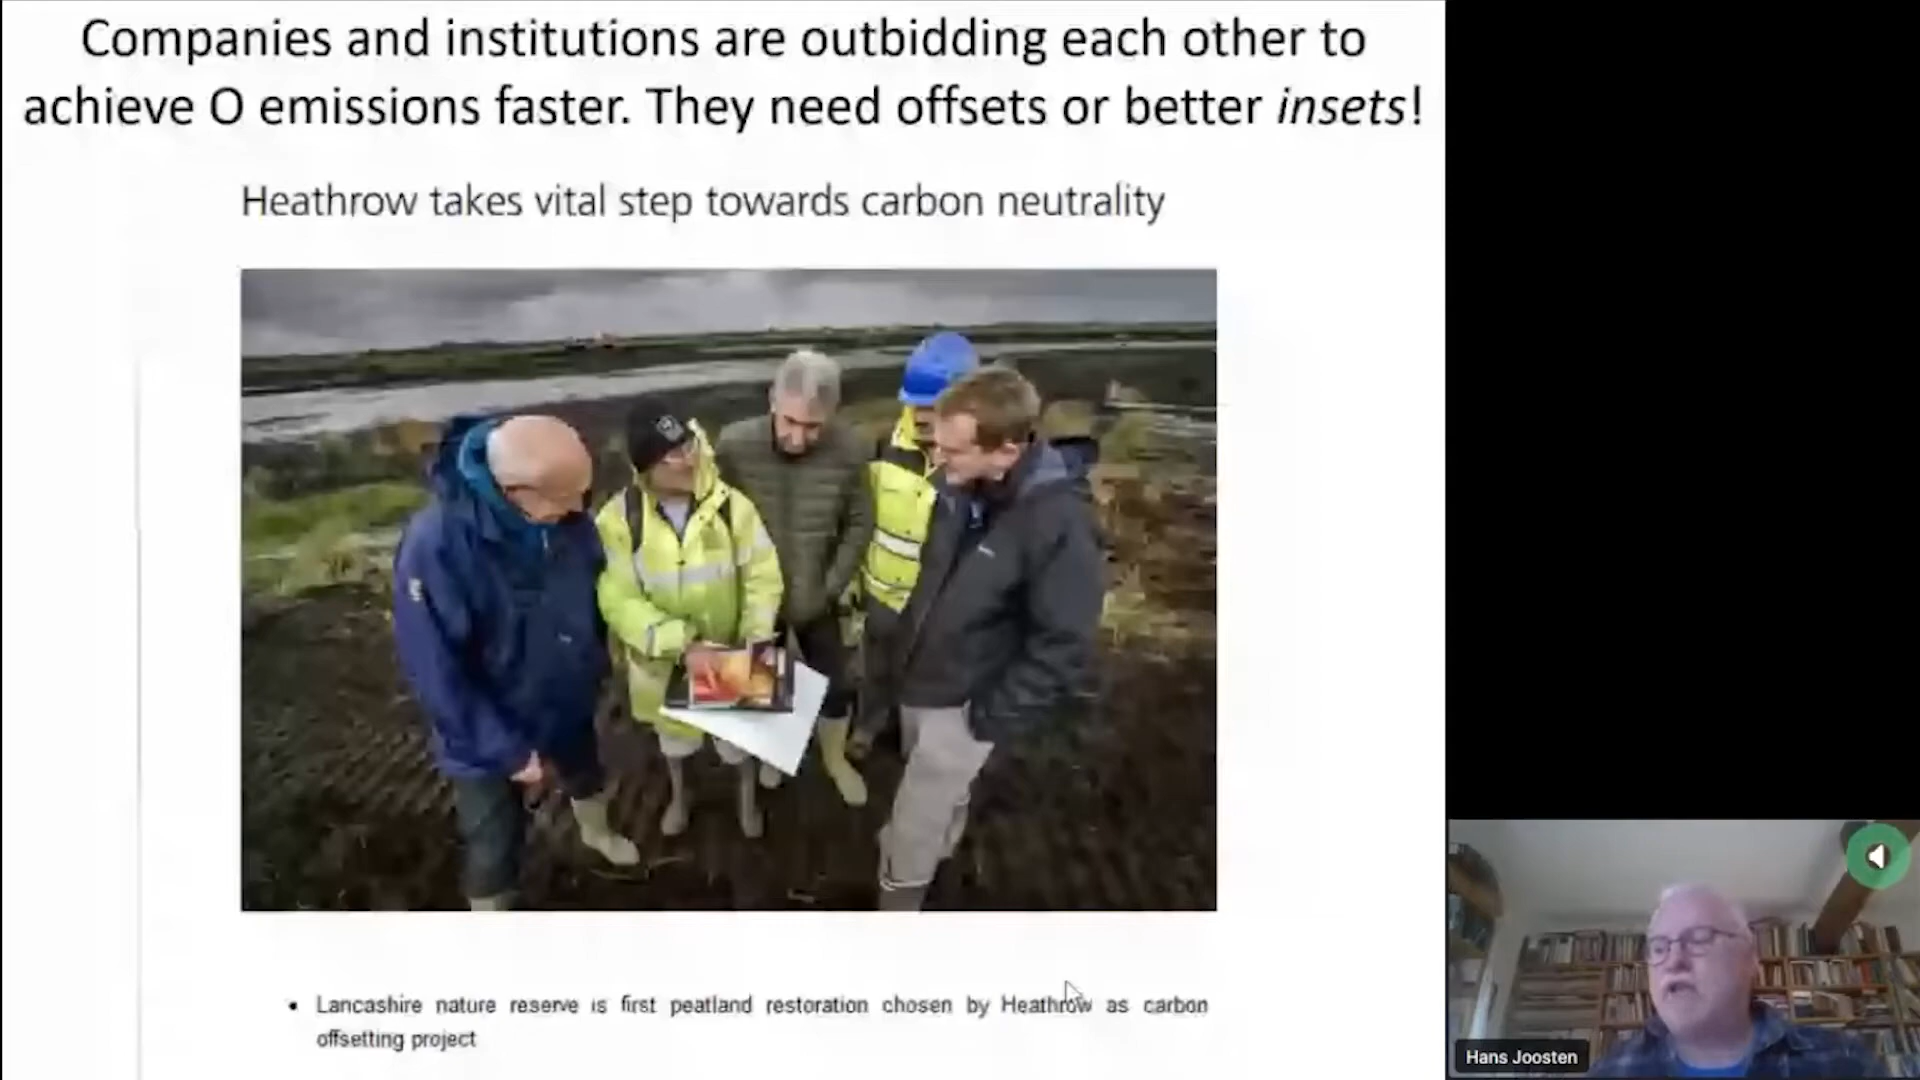 Companies and institutions are outbidding each other to
achieve O emissions faster. They need offsets or better insets!
Heathrow takes vital step towards carbon neutrality
• Lancashire nature reserve is first peatland restoration chosen by Heathrow as carbon
offsetting project
Hans Joosten